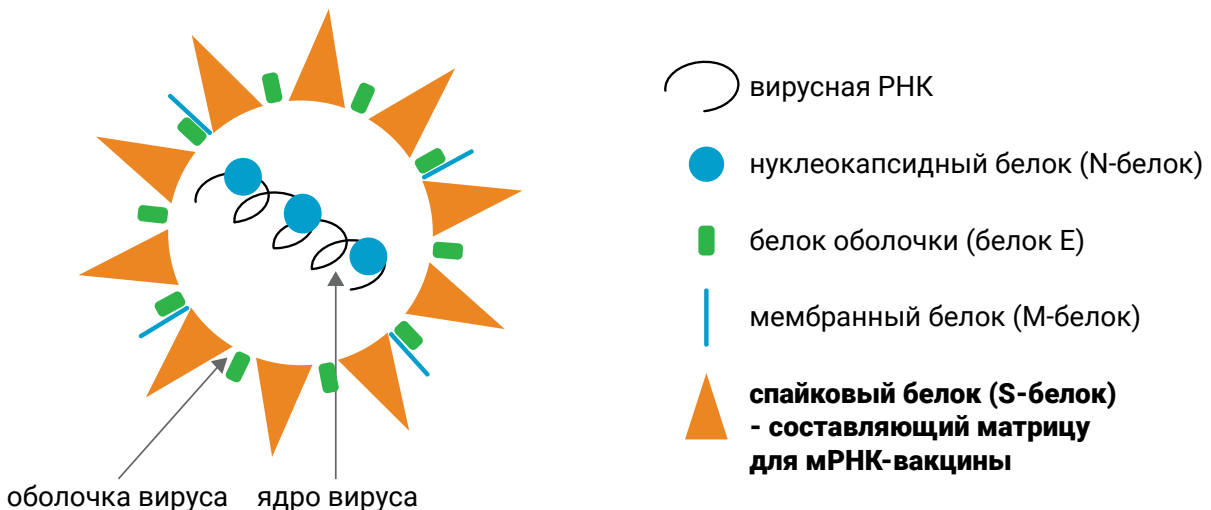 вирусная РНК
нуклеокапсидный белок (N-белок)
белок оболочки (белок E)
мембранный белок (M-белок)
спайковый белок (S-белок)
- составляющий матрицу
для мРНК-вакцины
оболочка вируса
ядро вируса